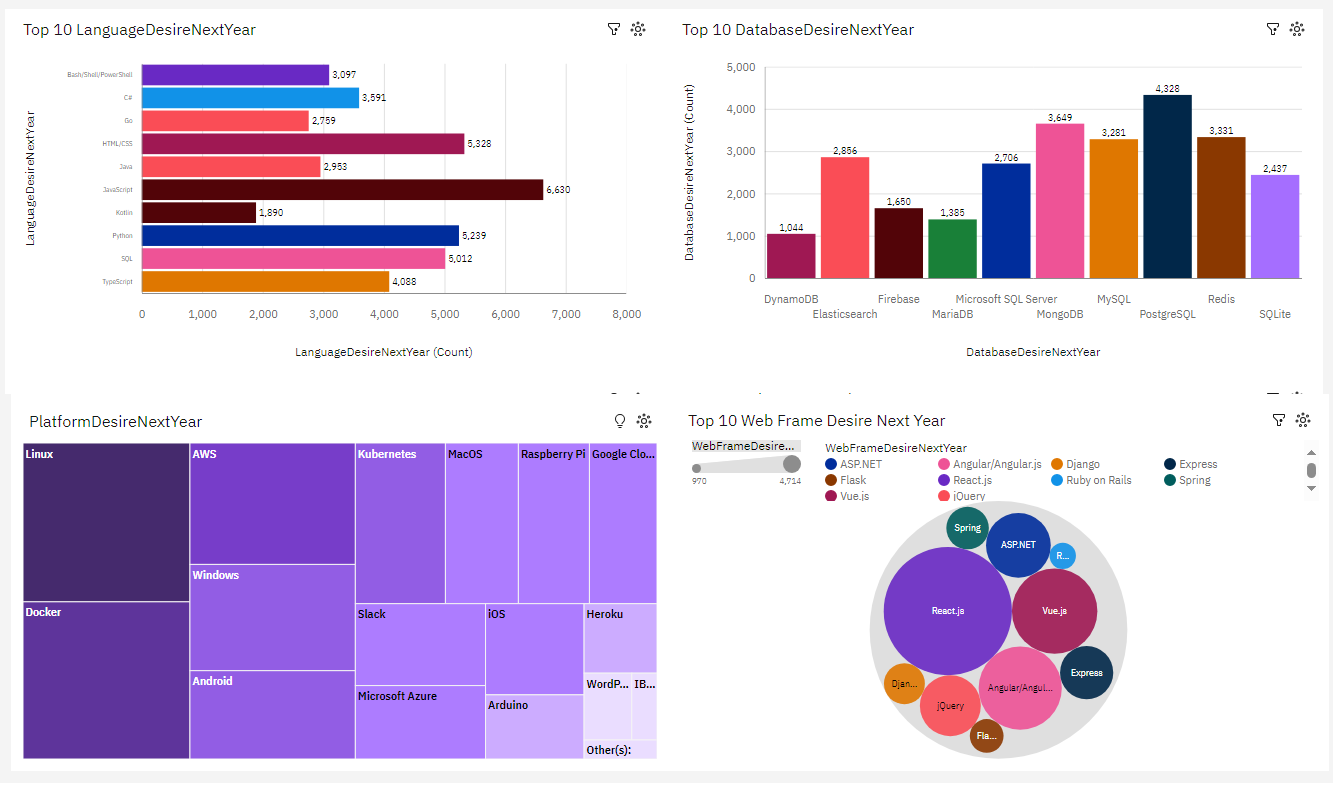 Top 10 LanguageDesireNextYear
LanguageDesireNextYear
Bash/Shell/PowerShell
3,097
C#
3,591
Go
2,759
HTML/CSS
5,328
Java
2,953
JavaScript
6,630
Kotlin
1,890
Python
5,239
SQL
5,012
TypeScript
4,088
0 1,000 2,000 3,000 4,000 5,000 6,000 7,000 8,000
LanguageDesireNextYear (Count)
Top 10 DatabaseDesireNextYear
DatabaseDesireNextYear (Count)
5,000
4,000
3,000
2,000
1,000
0
1,044
2,856
1,650
1,385
2,706
3,649
3,281
4,328
3,331
2,437
DynamoDB Firebase Microsoft SQL Server MySQL Redis
Elasticsearch MariaDB MongoDB PostgreSQL SQLite
DatabaseDesireNextYear
PlatformDesireNextYear
Linux
AWS
Kubernetes
MacOS
Raspberry Pi
Google Clo...
Windows
Docker
Slack
iOS
Heroku
Android
Microsoft Azure
Arduino
WordP...
IB...
Other(s):
Top 10 Web Frame Desire Next Year
WebFrameDesire...
970 4,714
WebFrameDesireNextYear
ASP.NET Angular/Angular.js Django Express
Flask React.js Ruby on Rails Spring
Vue.js jQuery
Spring
ASP.NET
R...
React.js
Vue.js
Express
Djan...
Angular/Angul...
jQuery
Fla...